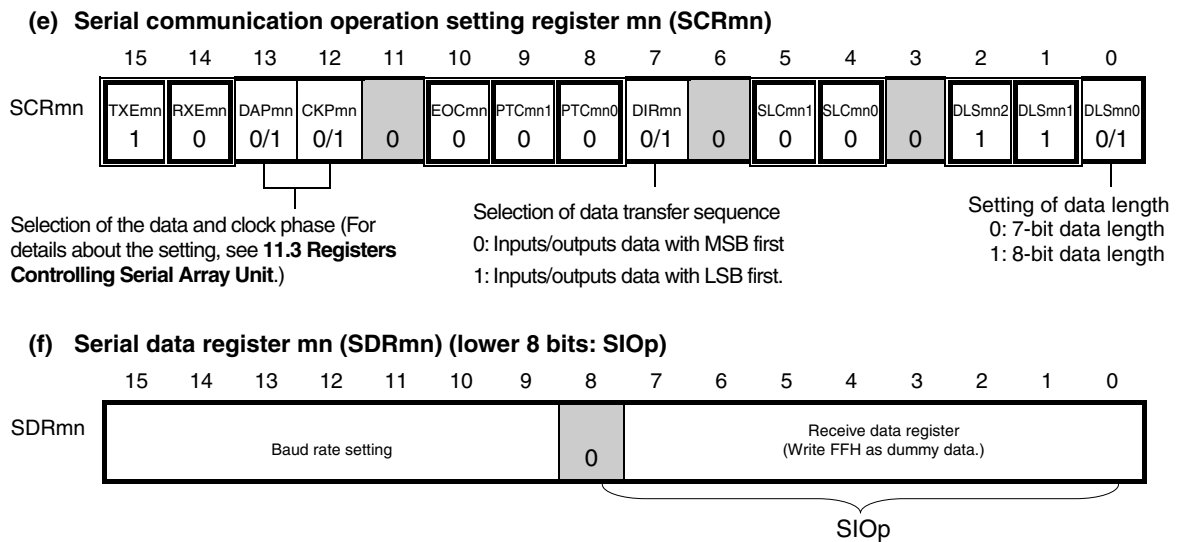 (e) Serial communication operation setting register mn (SCRmn)
15 14 13 12 11 10 9 8 7 6 5 4 3 2 1 0
SCRmn TXEmn RXEmn DAPmn CKPmn EOCmn PTCmn1 PTCmn0 DIRmn SLCmn1 SLCmn0 DLSmn2 DLSmn1 DLSmn0
1 0 0/1 0/1 0 0 0 0 0/1 0 0 0 0 1 1 0/1
Selection of the data and clock phase (For
details about the setting, see 11.3 Registers
Controlling Serial Array Unit.)
Selection of data transfer sequence
0: Inputs/outputs data with MSB first
1: Inputs/outputs data with LSB first.
Setting of data length
0: 7-bit data length
1: 8-bit data length
(f) Serial data register mn (SDRmn) (lower 8 bits: SIOp)
15 14 13 12 11 10 9 8 7 6 5 4 3 2 1 0
SDRmn
Baud rate setting
0
Receive data register
(Write FFH as dummy data.)
SIOp